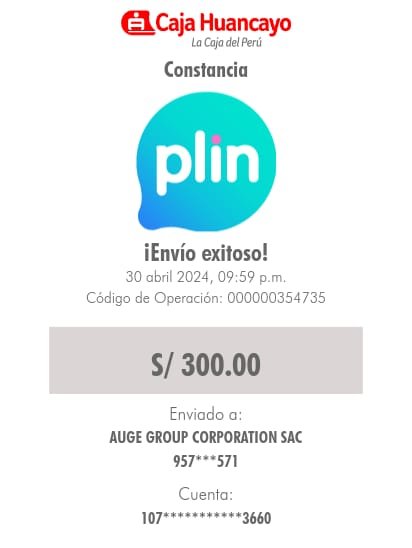 Caja Huancayo
La Caja del Perú
Constancia
plin
¡Envío exitoso!
30 abril 2024, 09:59 p.m.
Código de Operación: 000000354735
S/ 300.00
Enviado a:
AUGE GROUP CORPORATION SAC
957***571
Cuenta:
107***********3660